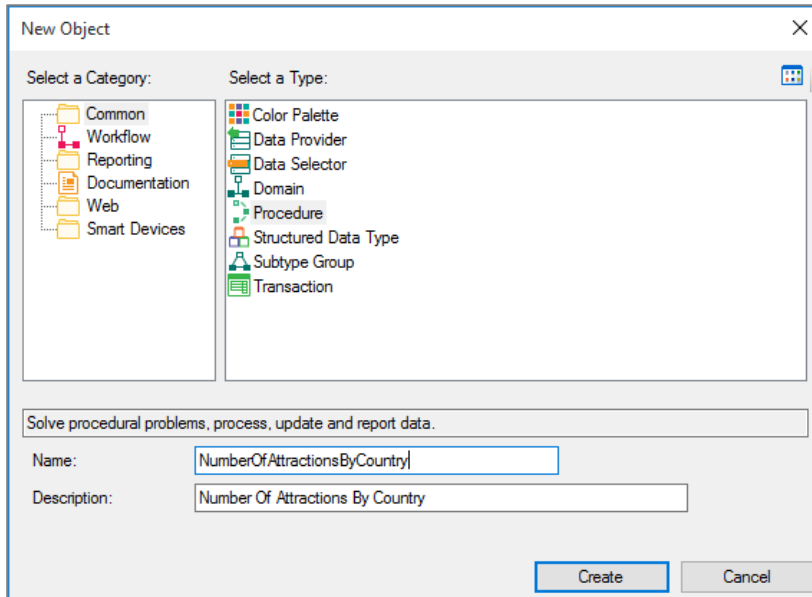 New Object
Select a Category:
Select a Type:
Common
Workflow
Reporting
Documentation
Web
Smart Devices
Color Palette
Data Provider
Data Selector
Domain
Procedure
Structured Data Type
Subtype Group
Transaction
Solve procedural problems, process, update and report data.
Name: NumberOfAttractionsByCountry
Description: Number Of Attractions By Country
Create Cancel